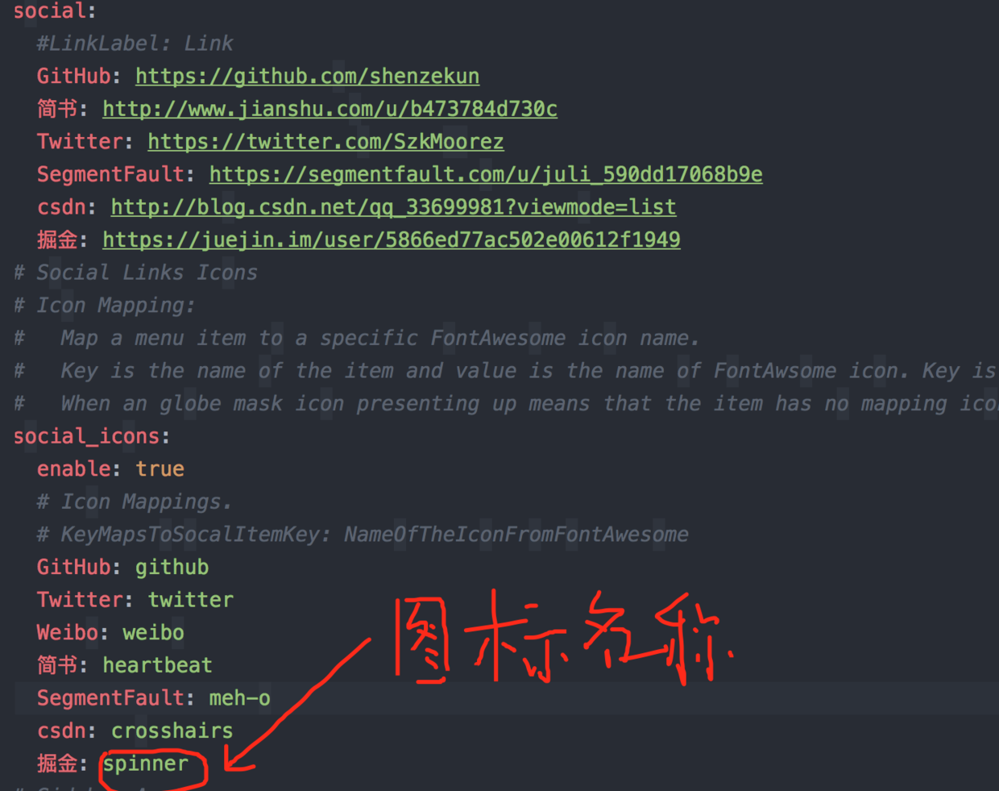 social:
#LinkLabel: Link
GitHub: https://github.com/shenzekun
简书: http://www.jianshu.com/u/b473784d730c
Twitter: https://twitter.com/SzkMoorez
SegmentFault: https://segmentfault.com/u/juli_590dd17068b9e
csdn: http://blog.csdn.net/qq_33699981?viewmode=list
掘金: https://juejin.im/user/5866ed77ac502e00612f1949
# Social Links Icons
# Icon Mapping:
#   Map a menu item to a specific FontAwesome icon name.
#   Key is the name of the item and value is the name of FontAwsome icon. Key is
#   When an globe mask icon presenting up means that the item has no mapping ico
social_icons:
enable: true
# Icon Mappings.
# KeyMapsToSocalItemKey: NameOfTheIconFromFontAwesome
GitHub: github
Twitter: twitter
Weibo: weibo
图标名称.
简书: heartbeat
SegmentFault: meh-o
csdn: crosshairs
掘金: spinner